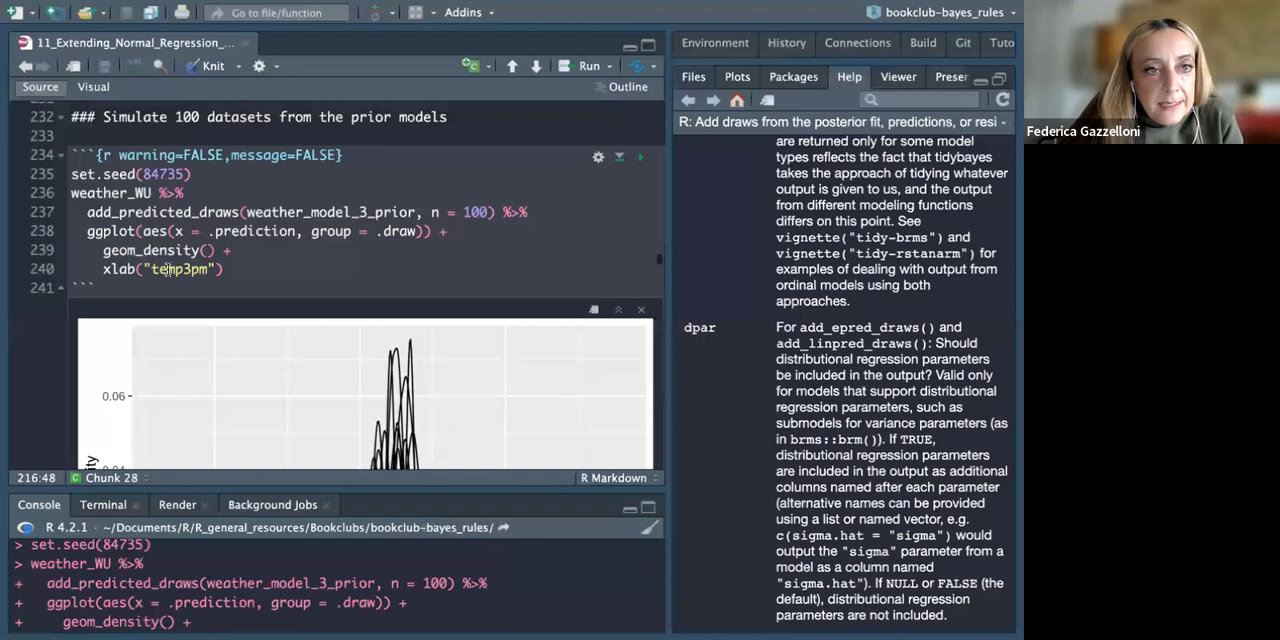 Go to file/function
Addins
bookclub-bayes_rules
11_Extending_Normal_Regression_...
Knit
Run
Source
Visual
Outline
232 ### Simulate 100 datasets from the prior models
233
234 ```{r warning=FALSE,message=FALSE}
235 set.seed(84735)
236 weather_WU %>%
237 add_predicted_draws(weather_model_3_prior, n = 100) %>%
238 ggplot(aes(x = .prediction, group = .draw)) +
239 geom_density() +
240 xlab("temp3pm")
241 ```
0.06
216:48
Chunk 28
R Markdown
Console
Terminal
Render
Background Jobs
R 4.2.1 · ~/Documents/R/R_general_resources/Bookclubs/bookclub-bayes_rules/
> set.seed(84735)
> weather_WU %>%
+ add_predicted_draws(weather_model_3_prior, n = 100) %>%
+ ggplot(aes(x = .prediction, group = .draw)) +
+ geom_density() +
Environment
History
Connections
Build
Git
Tuto
Files
Plots
Packages
Help
Viewer
Preser
R: Add draws from the posterior fit, predictions, or resi
are returned only for some model
types reflects the fact that tidybayes
takes the approach of tidying whatever
output is given to us, and the output
from different modeling functions
differs on this point. See
vignette("tidy-brms") and
vignette("tidy-rstanarm") for
examples of dealing with output from
ordinal models using both
approaches.
dpar
For add_epred_draws() and
add_linpred_draws(): Should
distributional regression parameters
be included in the output? Valid only
for models that support distributional
regression parameters, such as
submodels for variance parameters (as
in brms::brm()). If TRUE,
distributional regression parameters
are included in the output as additional
columns named after each parameter
(alternative names can be provided
using a list or named vector, e.g.
c(sigma.hat = "sigma") would
output the "sigma" parameter from a
model as a column named
"sigma.hat"). If NULL or FALSE (the
default), distributional regression
parameters are not included.
Federica Gazzelloni